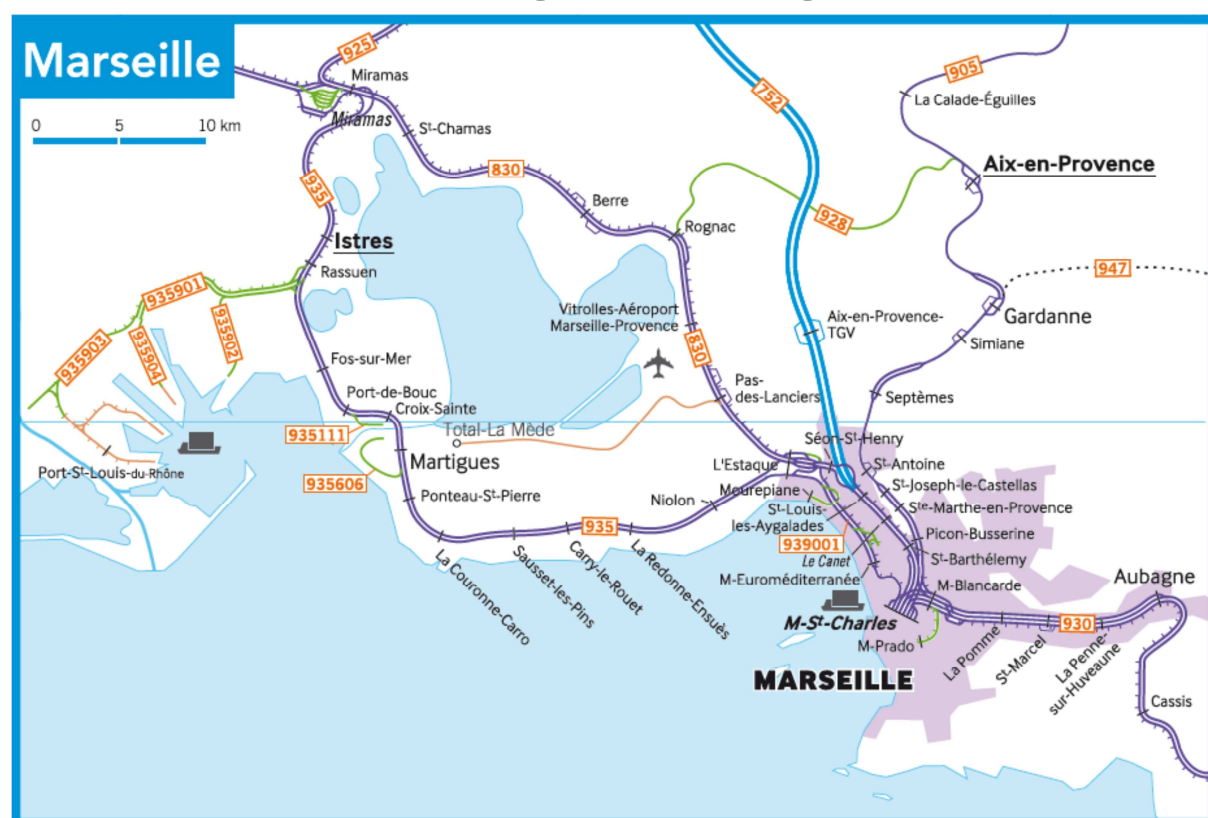 Marseille
0 5 10 km
925
Miramas
Miramas
St-Chamas
752
905
La Calade-Éguilles
Aix-en-Provence
935
830
Berre
Rognac
928
Istres
Rassuen
935901
935902
935903
935904
947
Vitrolles-Aéroport
Marseille-Provence
830
Aix-en-Provence-
TGV
Gardanne
Simiane
Fos-sur-Mer
Port-de-Bouc
Croix-Sainte
Pas-
des-Lanciers
Septèmes
935111
Total-La Mède
Séon-St-Henry
Port-St-Louis-du-Rhône
Martigues
935606
L'Estaque
St-Antoine
Mourepiane
St-Joseph-le-Castellas
Ponteau-St-Pierre
Niolon
St-Louis-
les-Aygalades
Ste-Marthe-en-Provence
935
939001
Picon-Busserine
Le Canet
St-Barthélemy
La Couronne-Carro
Sausset-les-Pins
Carry-le-Rouet
La Redonne-Ensuès
M-Euroméditerranée
M-Blancarde
Aubagne
M-St-Charles
930
M-Prado
La Pomme
St-Marcel
La Penne-
sur-Huveaune
MARSEILLE
Cassis